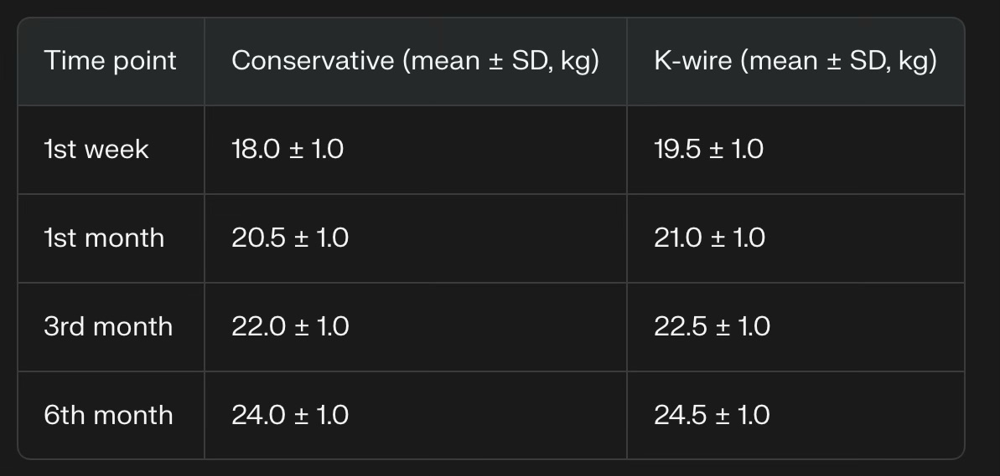 Time point Conservative (mean ± SD, kg) K-wire (mean ± SD, kg)
1st week 18.0 ± 1.0 19.5 ± 1.0
1st month 20.5 ± 1.0 21.0 ± 1.0
3rd month 22.0 ± 1.0 22.5 ± 1.0
6th month 24.0 ± 1.0 24.5 ± 1.0